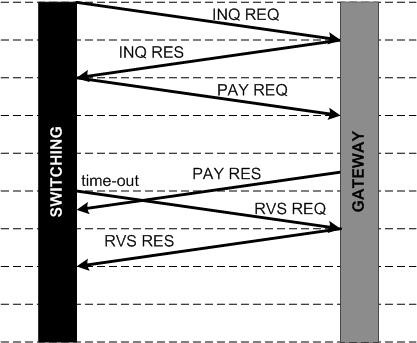 INQ REQ
INQ RES
PAY REQ
SWITCHING
GATEWAY
time-out
PAY RES
RVS REQ
RVS RES